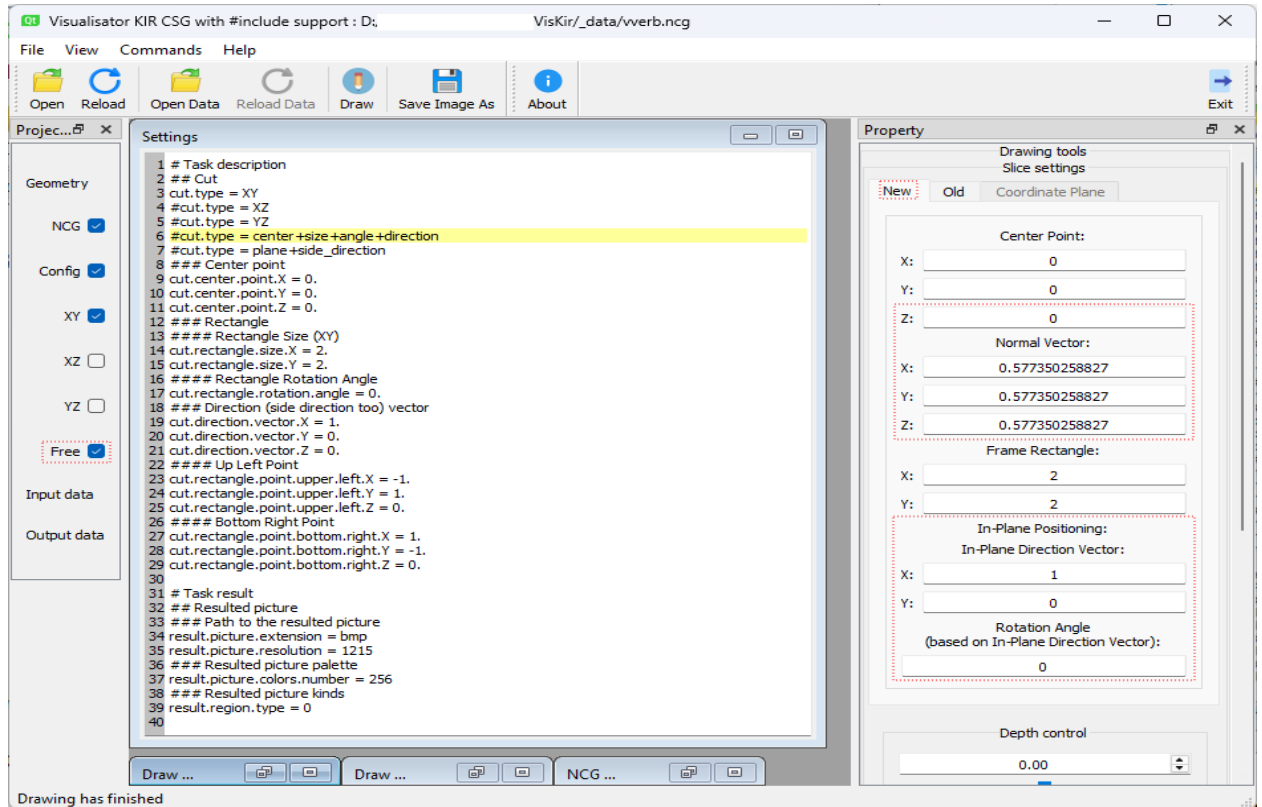 Visualisator KIR CSG with #include support : D:, VisKir/_data/vverb.ncg
File View Commands Help
Open Reload Open Data Reload Data Draw Save Image As About Exit
Projec...
Geometry
NCG
Config
XY
XZ
YZ
Free
Input data
Output data
Settings
1 # Task description
2 ## Cut
3 cut.type = XY
4 #cut.type = XZ
5 #cut.type = YZ
6 #cut.type = center+size+angle+direction
7 #cut.type = plane+side_direction
8 ### Center point
9 cut.center.point.X = 0.
10 cut.center.point.Y = 0.
11 cut.center.point.Z = 0.
12 ### Rectangle
13 #### Rectangle Size (XY)
14 cut.rectangle.size.X = 2.
15 cut.rectangle.size.Y = 2.
16 #### Rectangle Rotation Angle
17 cut.rectangle.rotation.angle = 0.
18 ### Direction (side direction too) vector
19 cut.direction.vector.X = 1.
20 cut.direction.vector.Y = 0.
21 cut.direction.vector.Z = 0.
22 #### Up Left Point
23 cut.rectangle.point.upper.left.X = -1.
24 cut.rectangle.point.upper.left.Y = 1.
25 cut.rectangle.point.upper.left.Z = 0.
26 #### Bottom Right Point
27 cut.rectangle.point.bottom.right.X = 1.
28 cut.rectangle.point.bottom.right.Y = -1.
29 cut.rectangle.point.bottom.right.Z = 0.
30
31 # Task result
32 ## Resulted picture
33 ### Path to the resulted picture
34 result.picture.extension = bmp
35 result.picture.resolution = 1215
36 ### Resulted picture palette
37 result.picture.colors.number = 256
38 ### Resulted picture kinds
39 result.region.type = 0
40
Draw ... Draw ... NCG ...
Property
Drawing tools
Slice settings
New Old Coordinate Plane
Center Point:
X: 0
Y: 0
Z: 0
Normal Vector:
X: 0.577350258827
Y: 0.577350258827
Z: 0.577350258827
Frame Rectangle:
X: 2
Y: 2
In-Plane Positioning:
In-Plane Direction Vector:
X: 1
Y: 0
Rotation Angle
(based on In-Plane Direction Vector):
0
Depth control
0.00
Drawing has finished